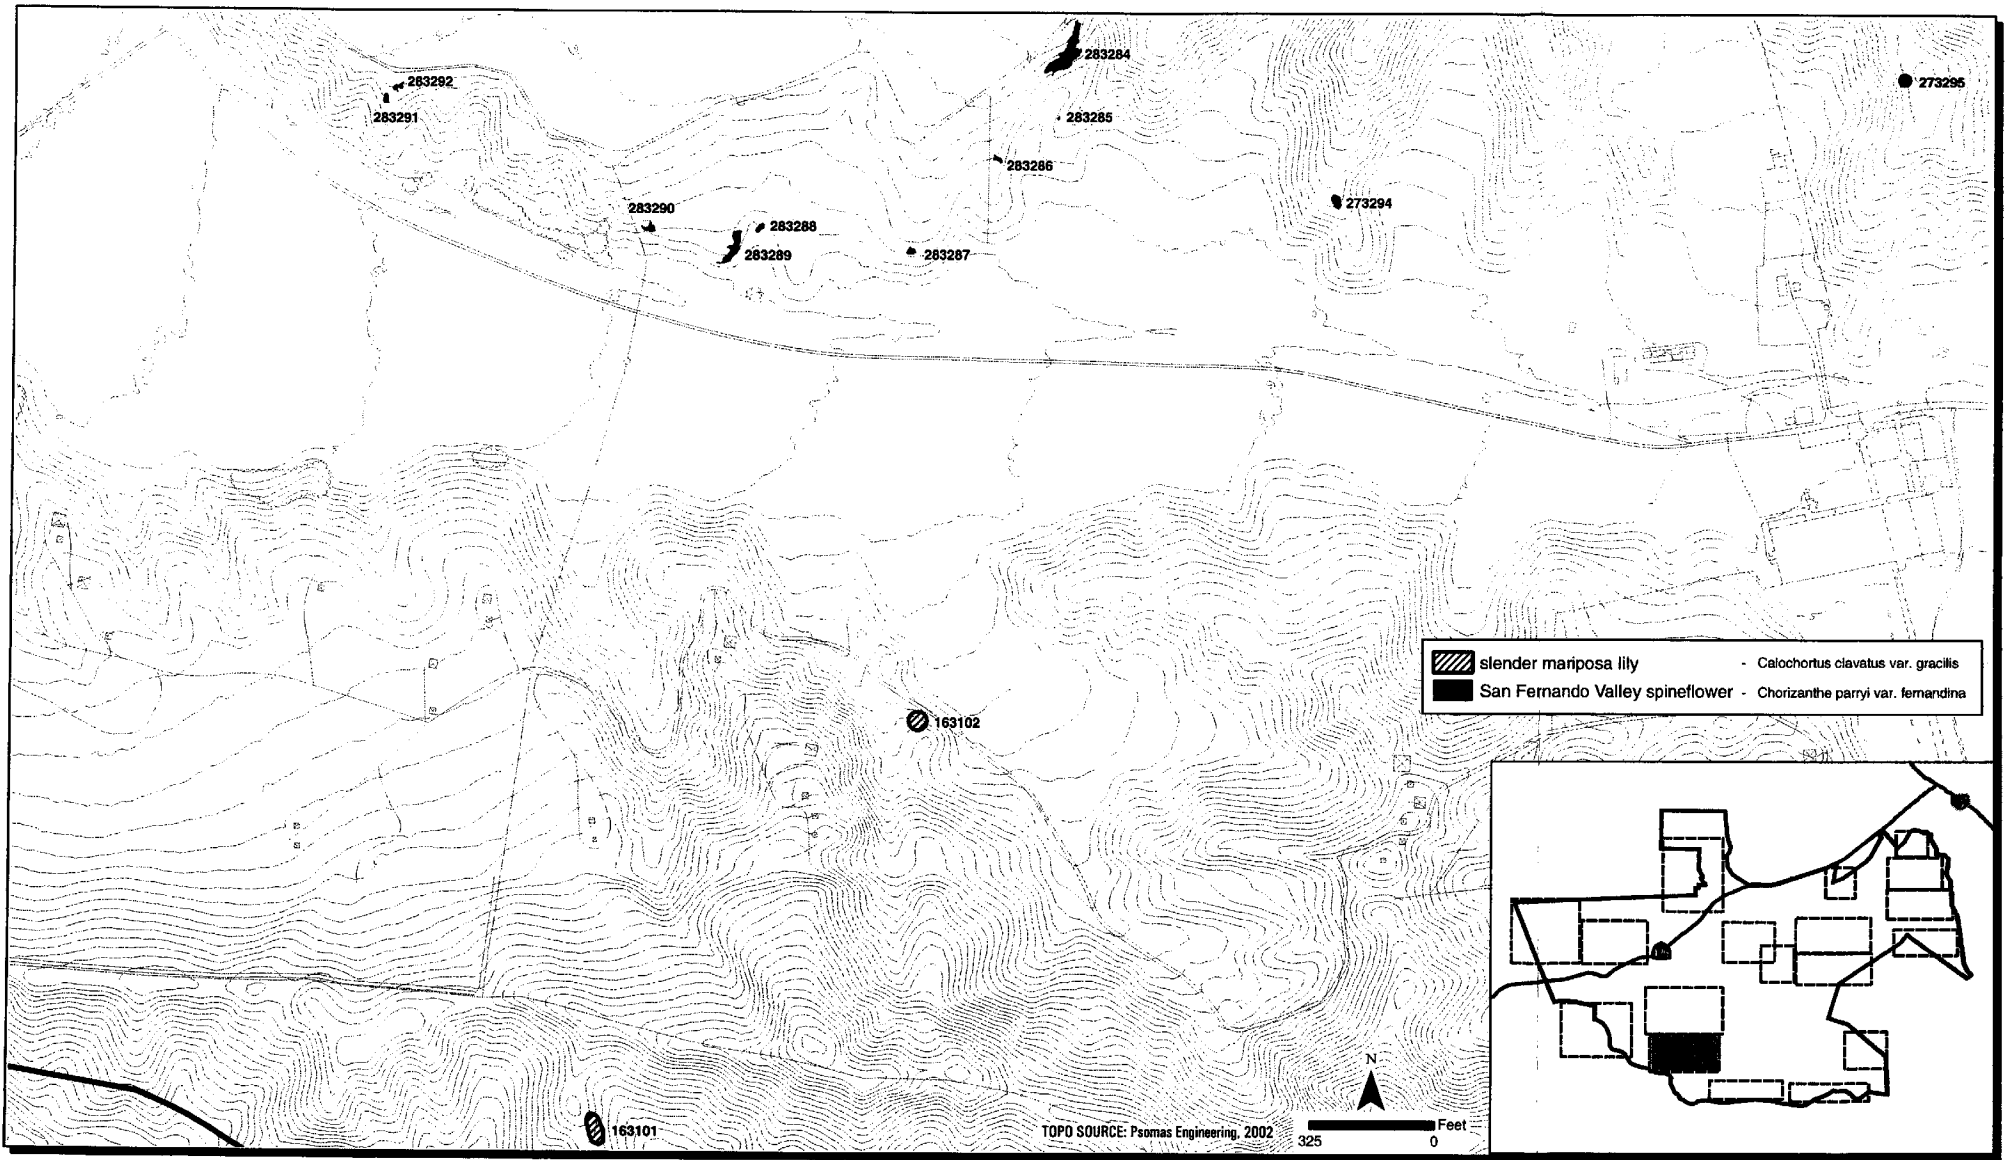 283284
283292
273295
283291
283285
283286
273294
283290
283288
283289
283287
slender mariposa lily - Calochortus clavatus var. gracilis
San Fernando Valley spineflower - Chorizanthe parryi var. fernandina
163102
N
163101
TOPO SOURCE: Psomas Engineering, 2002
Feet
325 0